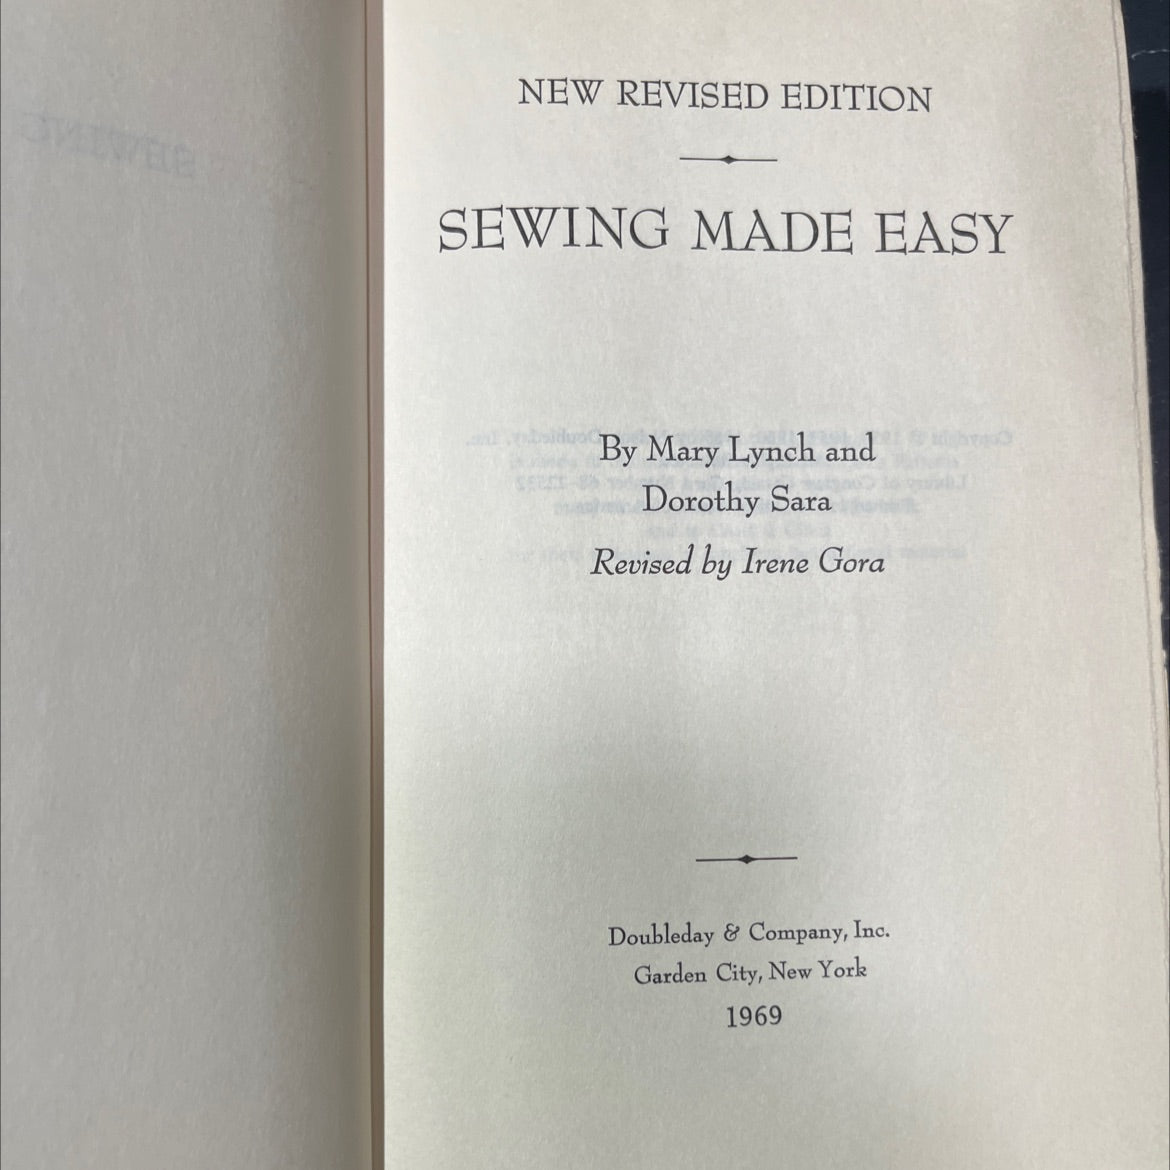 NEW REVISED EDITION
SEWING MADE EASY
By Mary Lynch and
Dorothy Sara
Revised by Irene Gora
Doubleday & Company, Inc.
Garden City, New York
1969